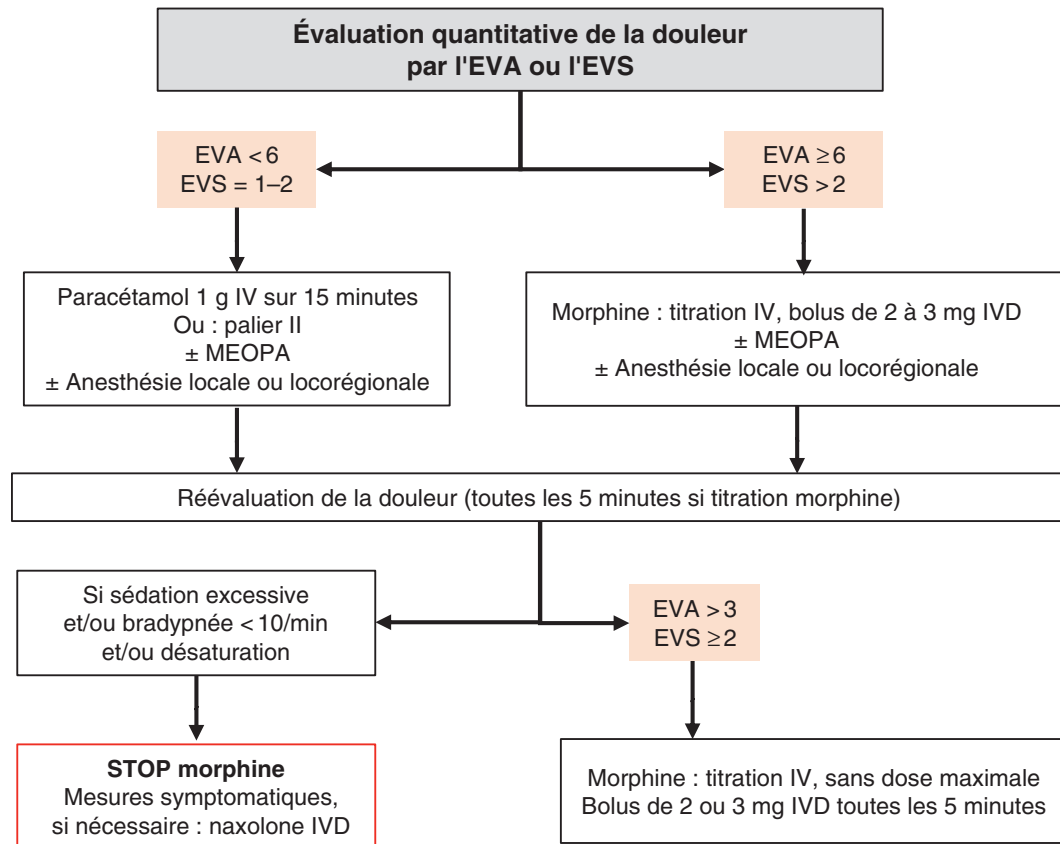 Évaluation quantitative de la douleur
par l'EVA ou l'EVS
EVA < 6
EVS = 1–2
EVA ≥ 6
EVS > 2
Paracétamol 1 g IV sur 15 minutes
Ou : palier II
± MEOPA
± Anesthésie locale ou locorégionale
Morphine : titration IV, bolus de 2 à 3 mg IVD
± MEOPA
± Anesthésie locale ou locorégionale
Réévaluation de la douleur (toutes les 5 minutes si titration morphine)
Si sédation excessive
et/ou bradypnée < 10/min
et/ou désaturation
EVA > 3
EVS ≥ 2
STOP morphine
Mesures symptomatiques,
si nécessaire : naxolone IVD
Morphine : titration IV, sans dose maximale
Bolus de 2 ou 3 mg IVD toutes les 5 minutes